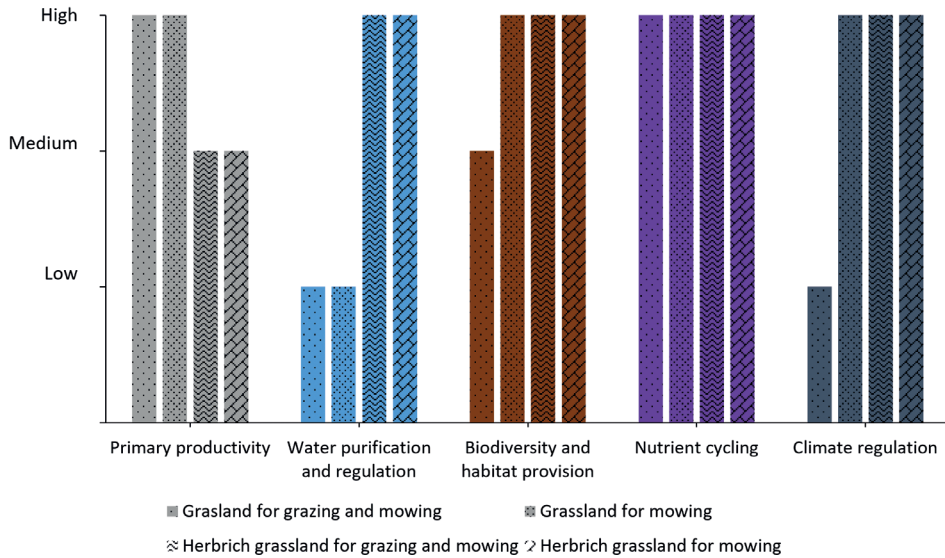 High
Medium
Low
Primary productivity
Water purification
and regulation
Biodiversity and
habitat provision
Nutrient cycling
Climate regulation
Grasland for grazing and mowing
Grassland for mowing
Herbrich grassland for grazing and mowing
Herbrich grassland for mowing